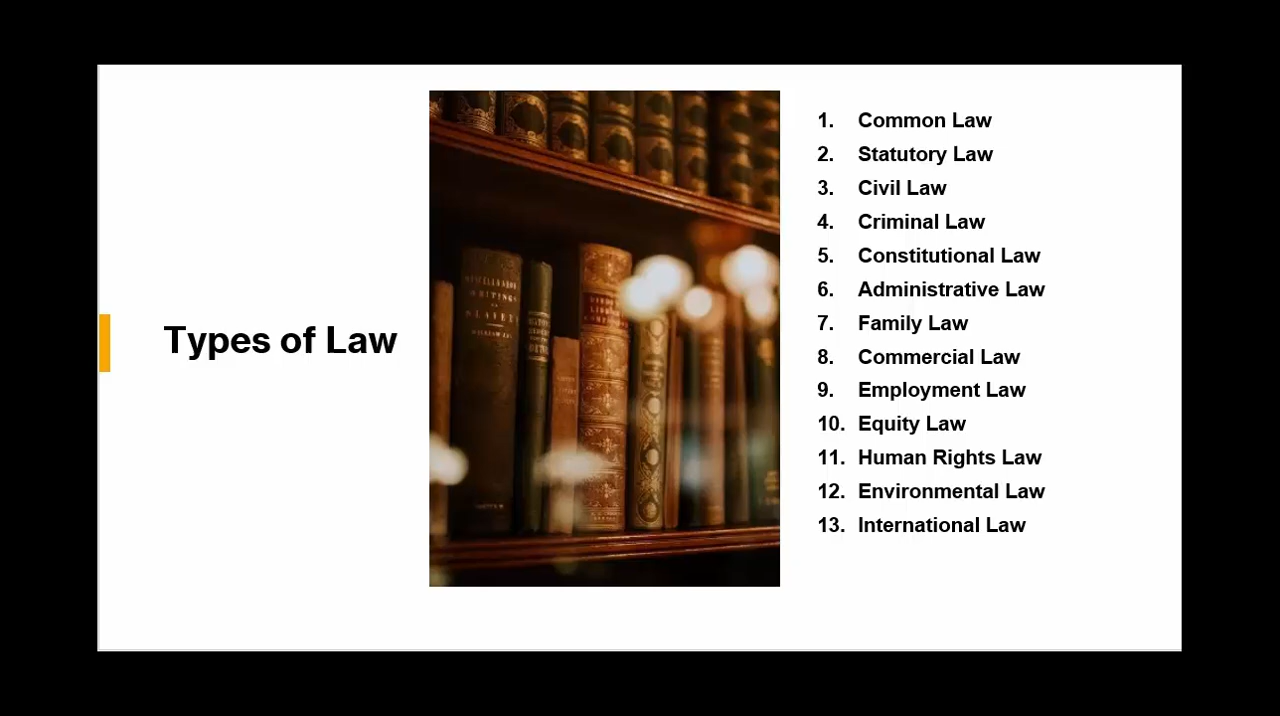 Types of Law
1. Common Law
2. Statutory Law
3. Civil Law
4. Criminal Law
5. Constitutional Law
6. Administrative Law
7. Family Law
8. Commercial Law
9. Employment Law
10. Equity Law
11. Human Rights Law
12. Environmental Law
13. International Law
WRITINGS
SLAVERY